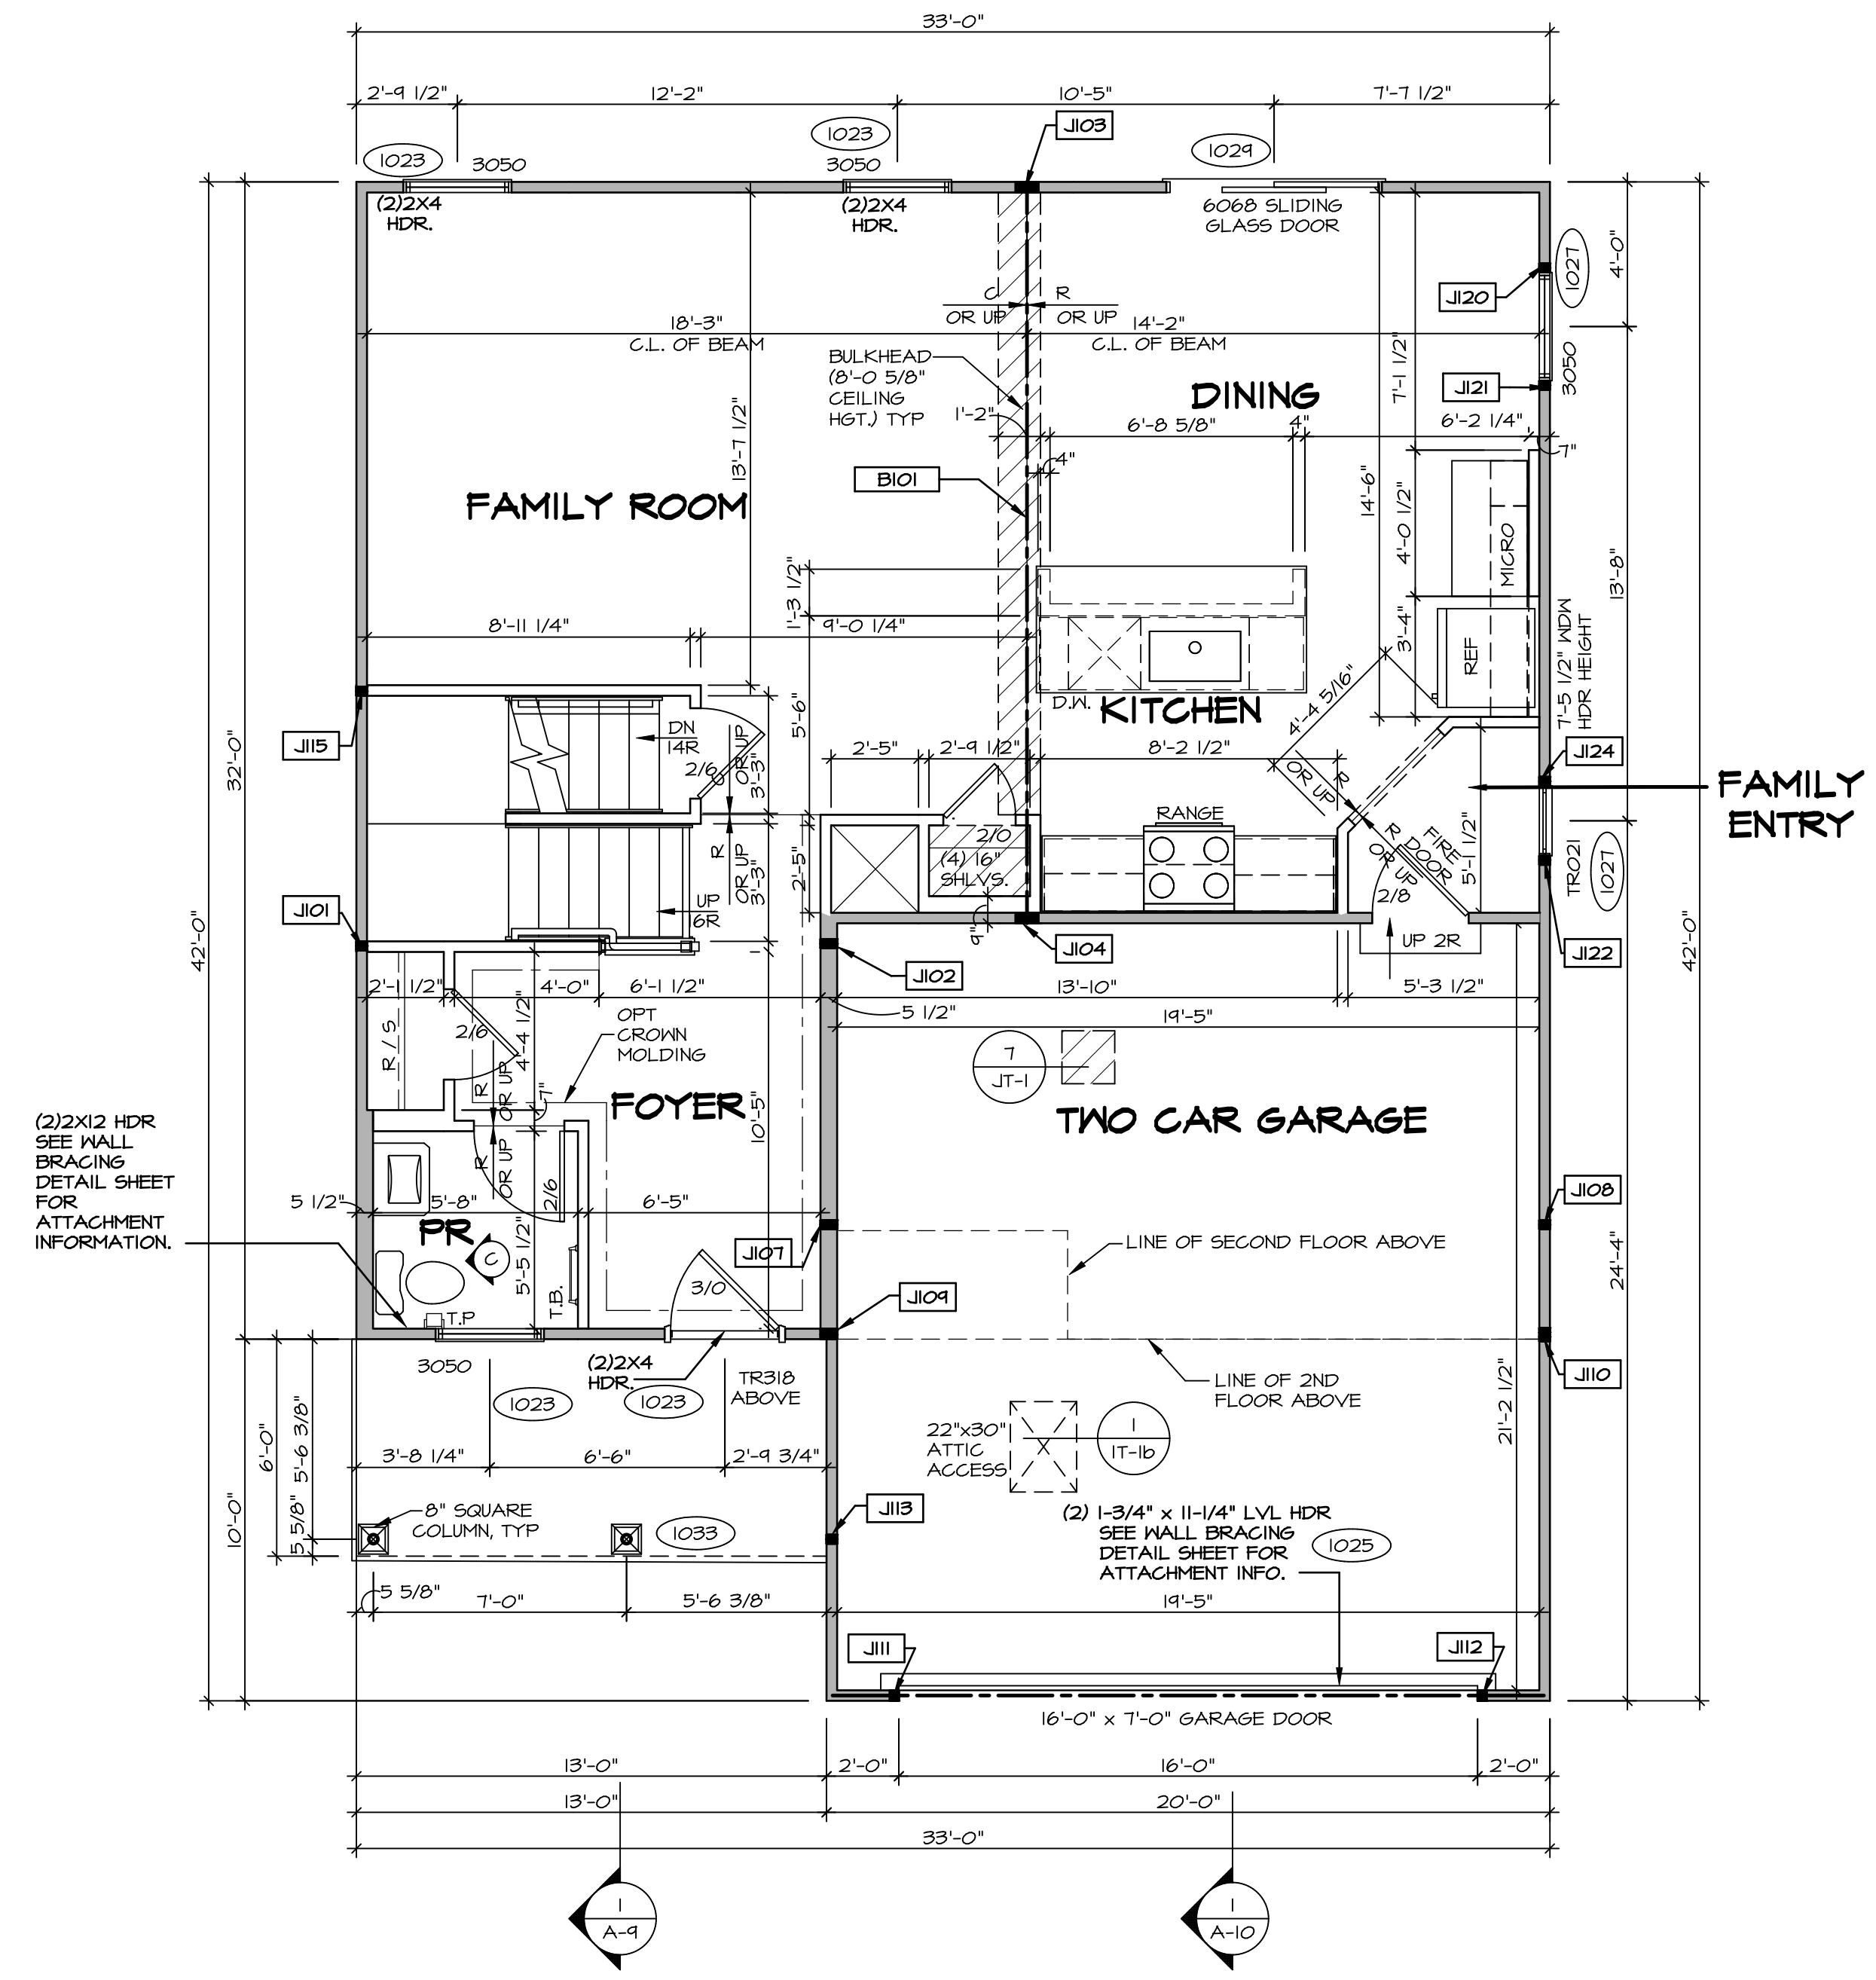 33'-0"
2'-9 1/2"
12'-2"
10'-5"
7'-7 1/2"
1023
3050
1023
3050
J103
1029
(2)2X4
HDR.
(2)2X4
HDR.
6068 SLIDING
GLASS DOOR
4'-0"
1027
J120
C
OR UP
R
OR UP
18'-3"
C.L. OF BEAM
14'-2"
C.L. OF BEAM
BULKHEAD
(8'-0 5/8"
CEILING
HGT.) TYP
1'-2"
DINING
7'-1 1/2"
J121
3050
6'-8 5/8"
4"
6'-2 1/4"
7"
4"
13'-7 1/2"
B101
FAMILY ROOM
14'-6"
4'-0 1/2"
MICRO
13'-8"
1'-3 1/2"
8'-11 1/4"
9'-0 1/4"
3'-4"
REF
7'-5 1/2" WDW
HDR HEIGHT
D.W.
KITCHEN
4'-4 5/16"
5'-6"
32'-0"
42'-0"
J115
DN
14R
2/6
OR UP
3'-3"
2'-5"
2'-9 1/2"
8'-2 1/2"
R
OR UP
J124
FAMILY
ENTRY
RANGE
R
OR UP
FIRE
DOOR
2/8
5'-1 1/2"
TR021
1027
2/0
(4) 16"
SHLVS.
2'-5"
R
OR UP
3'-3"
UP
6R
J101
9"
J102
J104
UP 2R
J122
42'-0"
2'-1 1/2"
4'-0"
6'-1 1/2"
13'-10"
5'-3 1/2"
5 1/2"
19'-5"
R / S
2/6
4'-4 1/2"
OPT
CROWN
MOLDING
7
JT-1
R
OR UP
7"
FOYER
10'-5"
TWO CAR GARAGE
(2)2X12 HDR
SEE WALL
BRACING
DETAIL SHEET
FOR
ATTACHMENT
INFORMATION.
R
OR UP
5 1/2"
5'-8"
2/6
6'-5"
J108
PR
C
5'-5 1/2"
J107
LINE OF SECOND FLOOR ABOVE
24'-4"
3/0
T.B.
T.P
J109
3050
(2)2X4
HDR.
1023
1023
TR318
ABOVE
LINE OF 2ND
FLOOR ABOVE
J110
21'-2 1/2"
22"x30"
ATTIC
ACCESS
1
1T-1b
6'-0"
5'-6 3/8"
3'-8 1/4"
6'-6"
2'-9 3/4"
10'-0"
5 5/8"
8" SQUARE
COLUMN, TYP
1033
J113
(2) 1-3/4" x 11-1/4" LVL HDR
SEE WALL BRACING
DETAIL SHEET FOR
ATTACHMENT INFO.
1025
5 5/8"
7'-0"
5'-6 3/8"
19'-5"
J111
J112
16'-0" x 7'-0" GARAGE DOOR
13'-0"
2'-0"
16'-0"
2'-0"
13'-0"
20'-0"
33'-0"
1
A-9
1
A-10